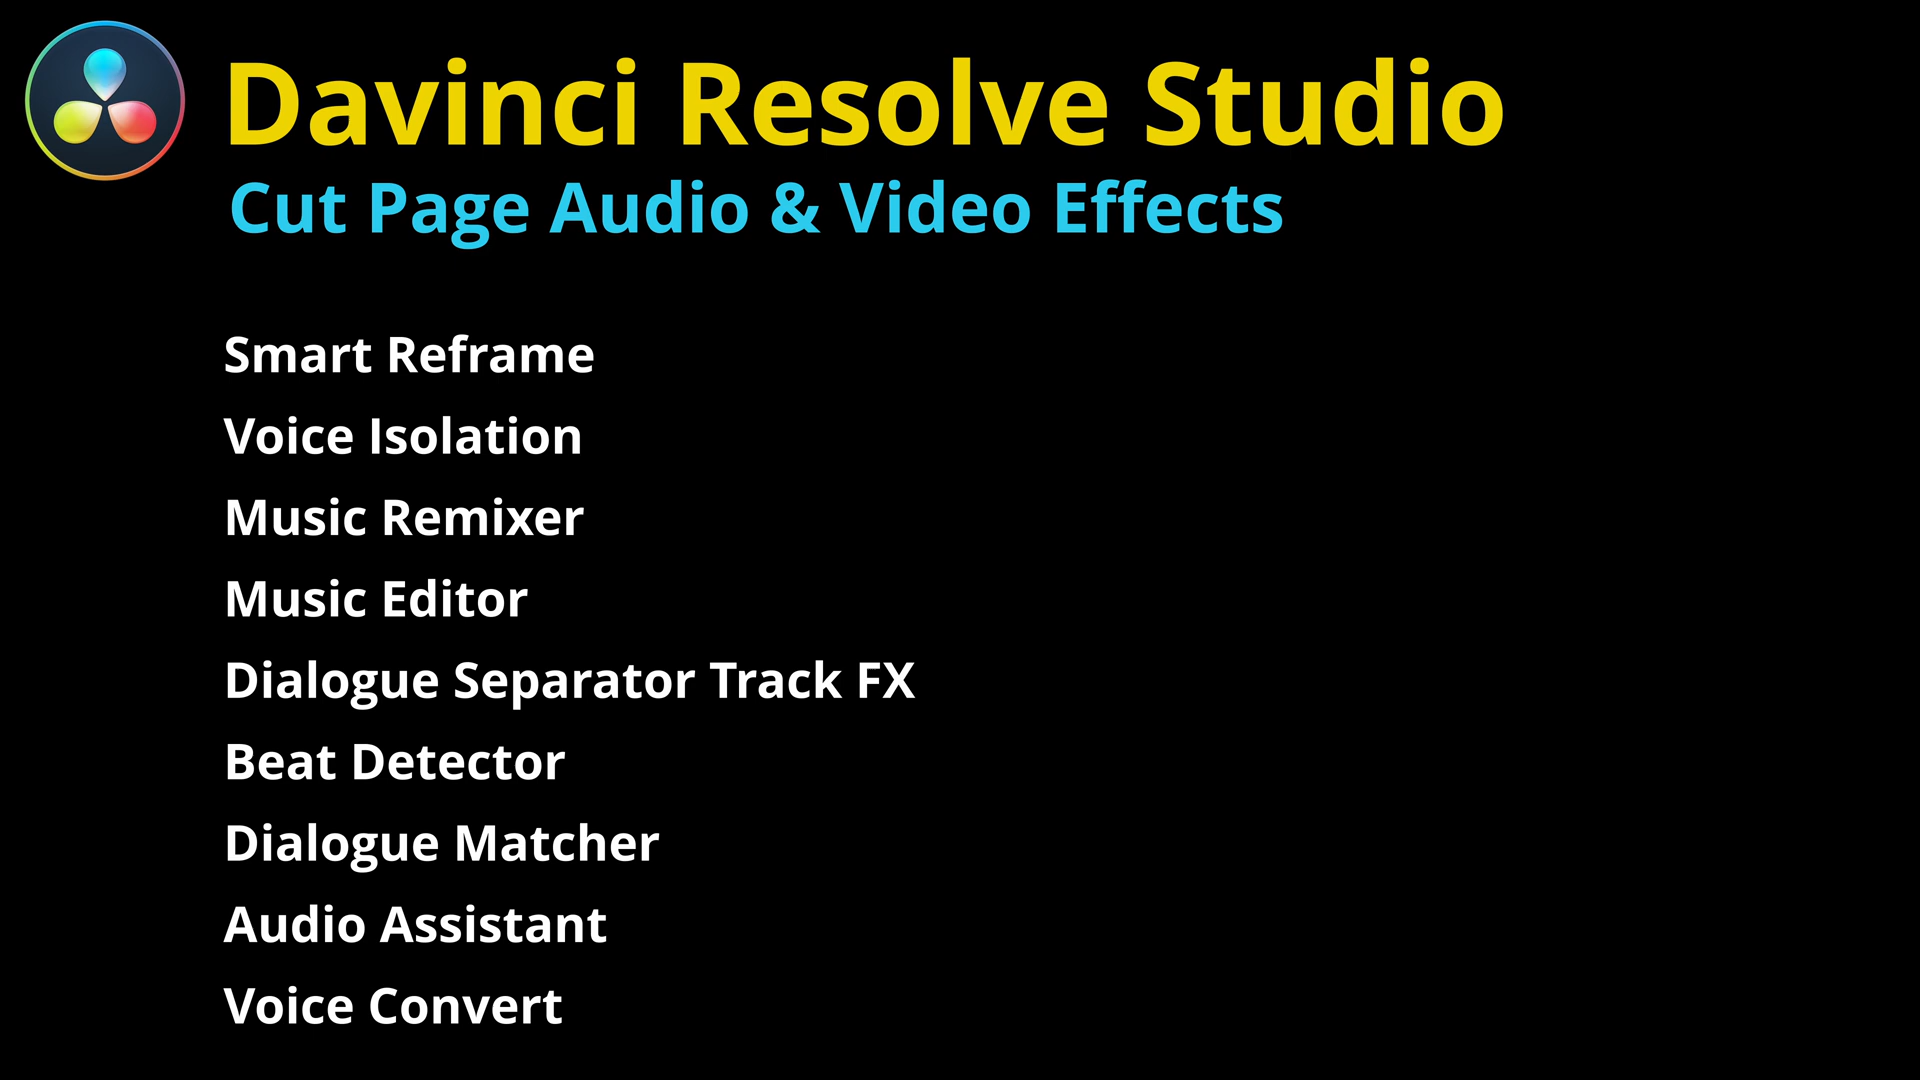 Davinci Resolve Studio
Cut Page Audio & Video Effects
Smart Reframe
Voice Isolation
Music Remixer
Music Editor
Dialogue Separator Track FX
Beat Detector
Dialogue Matcher
Audio Assistant
Voice Convert